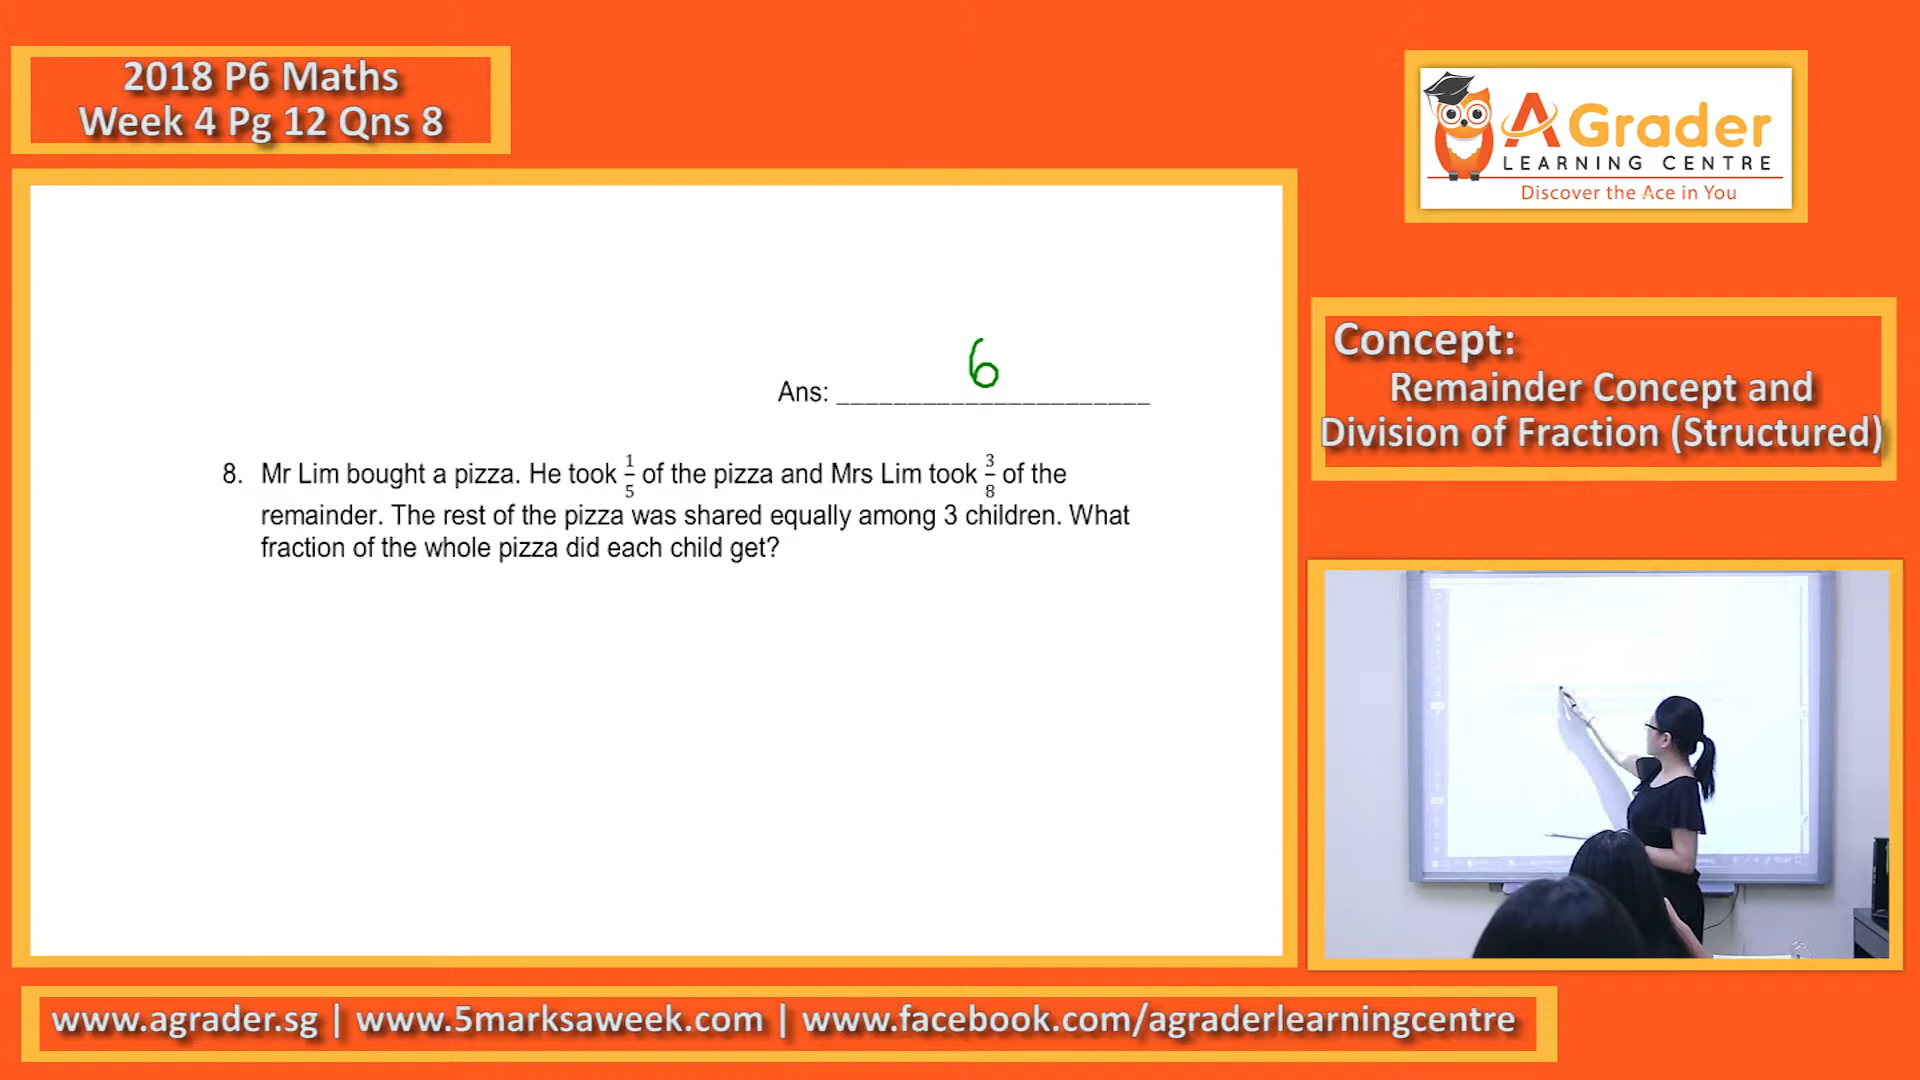 2018 P6 Maths
Week 4 Pg 12 Qns 8
A Grader
LEARNING CENTRE
Discover the Ace in You
6
Ans: ______________________
8. Mr Lim bought a pizza. He took 1/5 of the pizza and Mrs Lim took 3/8 of the
remainder. The rest of the pizza was shared equally among 3 children. What
fraction of the whole pizza did each child get?
Concept:
Remainder Concept and
Division of Fraction (Structured)
www.agrader.sg | www.5marksaweek.com | www.facebook.com/agraderlearningcentre